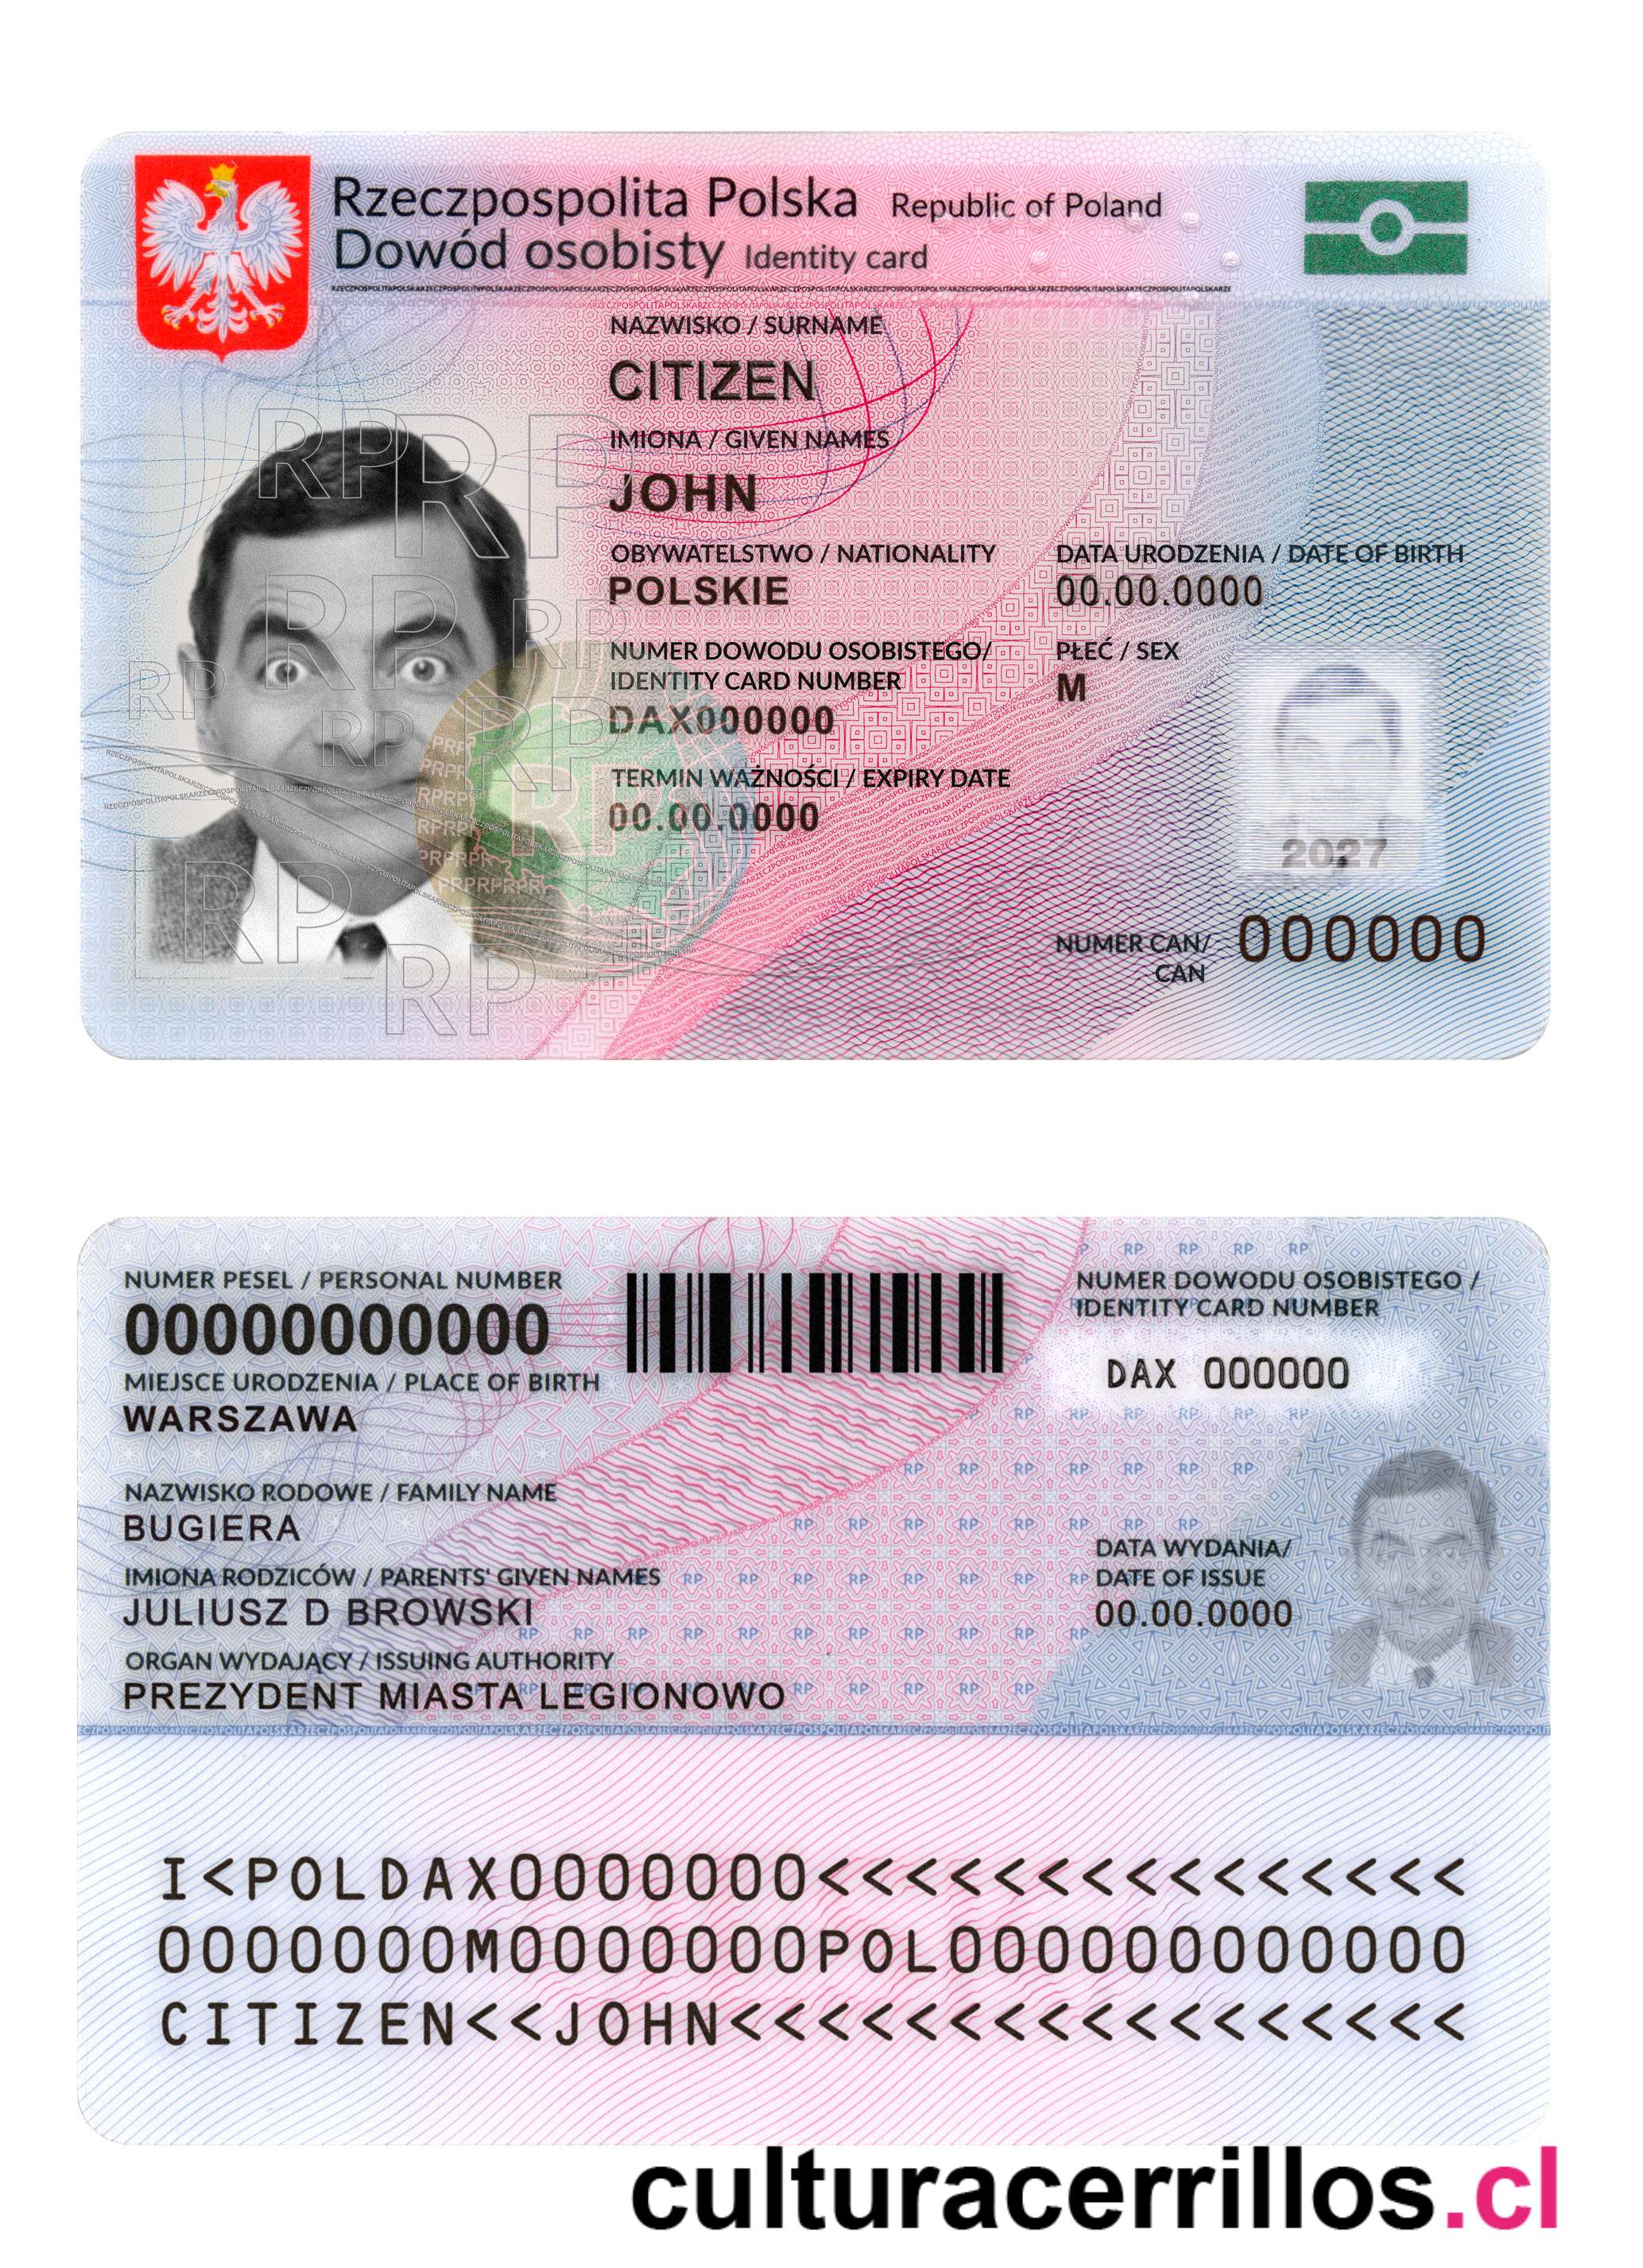 Rzeczpospolita Polska Republic of Poland
Dowód osobisty Identity card
NAZWISKO / SURNAME
CITIZEN
IMIONA / GIVEN NAMES
JOHN
OBYWATELSTWO / NATIONALITY
POLSKIE
DATA URODZENIA / DATE OF BIRTH
00.00.0000
NUMER DOWODU OSOBISTEGO/
IDENTITY CARD NUMBER
DAX000000
PŁEĆ / SEX
M
TERMIN WAŻNOŚCI / EXPIRY DATE
00.00.0000
2027
NUMER CAN/
CAN
000000
NUMER PESEL / PERSONAL NUMBER
00000000000
MIEJSCE URODZENIA / PLACE OF BIRTH
WARSZAWA
NAZWISKO RODOWE / FAMILY NAME
BUGIERA
IMIONA RODZICÓW / PARENTS' GIVEN NAMES
JULIUSZ D BROWSKI
ORGAN WYDAJĄCY / ISSUING AUTHORITY
PREZYDENT MIASTA LEGIONOWO
NUMER DOWODU OSOBISTEGO /
IDENTITY CARD NUMBER
DAX 000000
DATA WYDANIA/
DATE OF ISSUE
00.00.0000
I<POLDAX0000000<<<<<<<<<<<<<<<
0000000M0000000POL000000000000
CITIZEN<<JOHN<<<<<<<<<<<<<<<<<
culturacerrillos.cl